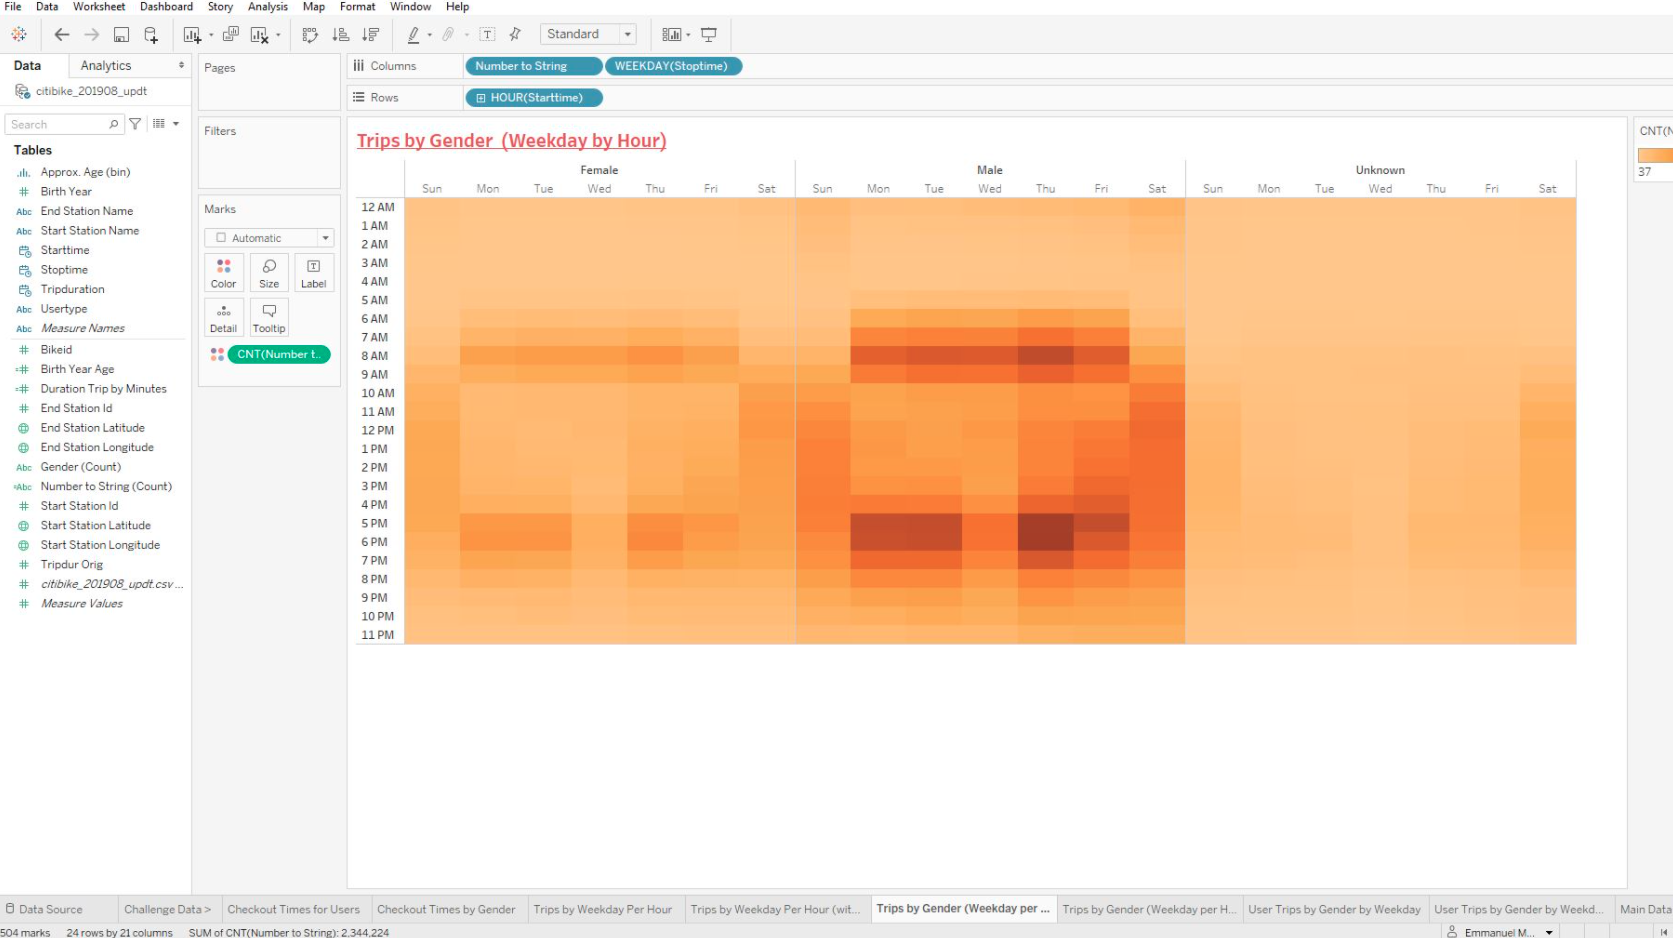 File Data Worksheet Dashboard Story Analysis Map Format Window Help
Standard
Data Analytics
citibike_201908_updt
Search
Tables
Approx. Age (bin)
Birth Year
Abc End Station Name
Abc Start Station Name
Starttime
Stoptime
Tripduration
Abc Usertype
Abc Measure Names
Bikeid
Birth Year Age
Duration Trip by Minutes
End Station Id
End Station Latitude
End Station Longitude
Abc Gender (Count)
Abc Number to String (Count)
Start Station Id
Start Station Latitude
Start Station Longitude
Tripdur Orig
citibike_201908_updt.csv ...
Measure Values
Pages
Filters
Marks
Automatic
Color Size Label
Detail Tooltip
CNT(Number t..
Columns Number to String WEEKDAY(Stoptime)
Rows HOUR(Starttime)
Trips by Gender (Weekday by Hour)
Female Male Unknown
Sun Mon Tue Wed Thu Fri Sat Sun Mon Tue Wed Thu Fri Sat Sun Mon Tue Wed Thu Fri Sat
12 AM
1 AM
2 AM
3 AM
4 AM
5 AM
6 AM
7 AM
8 AM
9 AM
10 AM
11 AM
12 PM
1 PM
2 PM
3 PM
4 PM
5 PM
6 PM
7 PM
8 PM
9 PM
10 PM
11 PM
CNT(N
37
Data Source Challenge Data > Checkout Times for Users Checkout Times by Gender Trips by Weekday Per Hour Trips by Weekday Per Hour (wit... Trips by Gender (Weekday per ... Trips by Gender (Weekday per H... User Trips by Gender by Weekday User Trips by Gender by Weekd... Main Data
504 marks 24 rows by 21 columns SUM of CNT(Number to String): 2,344,224 Emmanuel M...